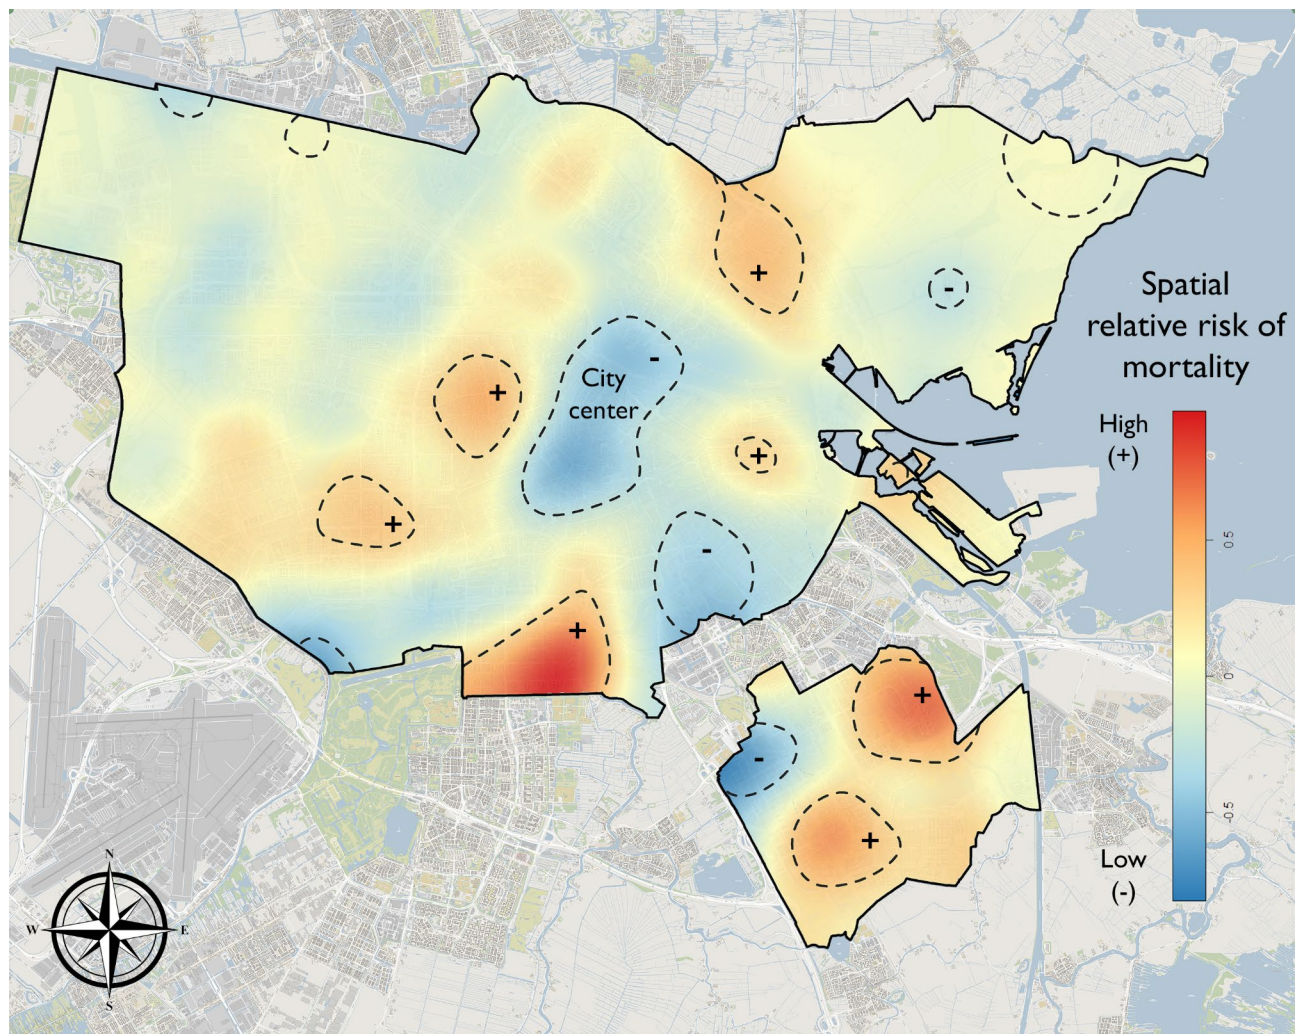 Spatial
relative risk of
mortality
High
(+)
0.5
0
-0.5
Low
(-)
City
center
+
-
+
-
+
+
-
+
+
-
+
N
W
E
S